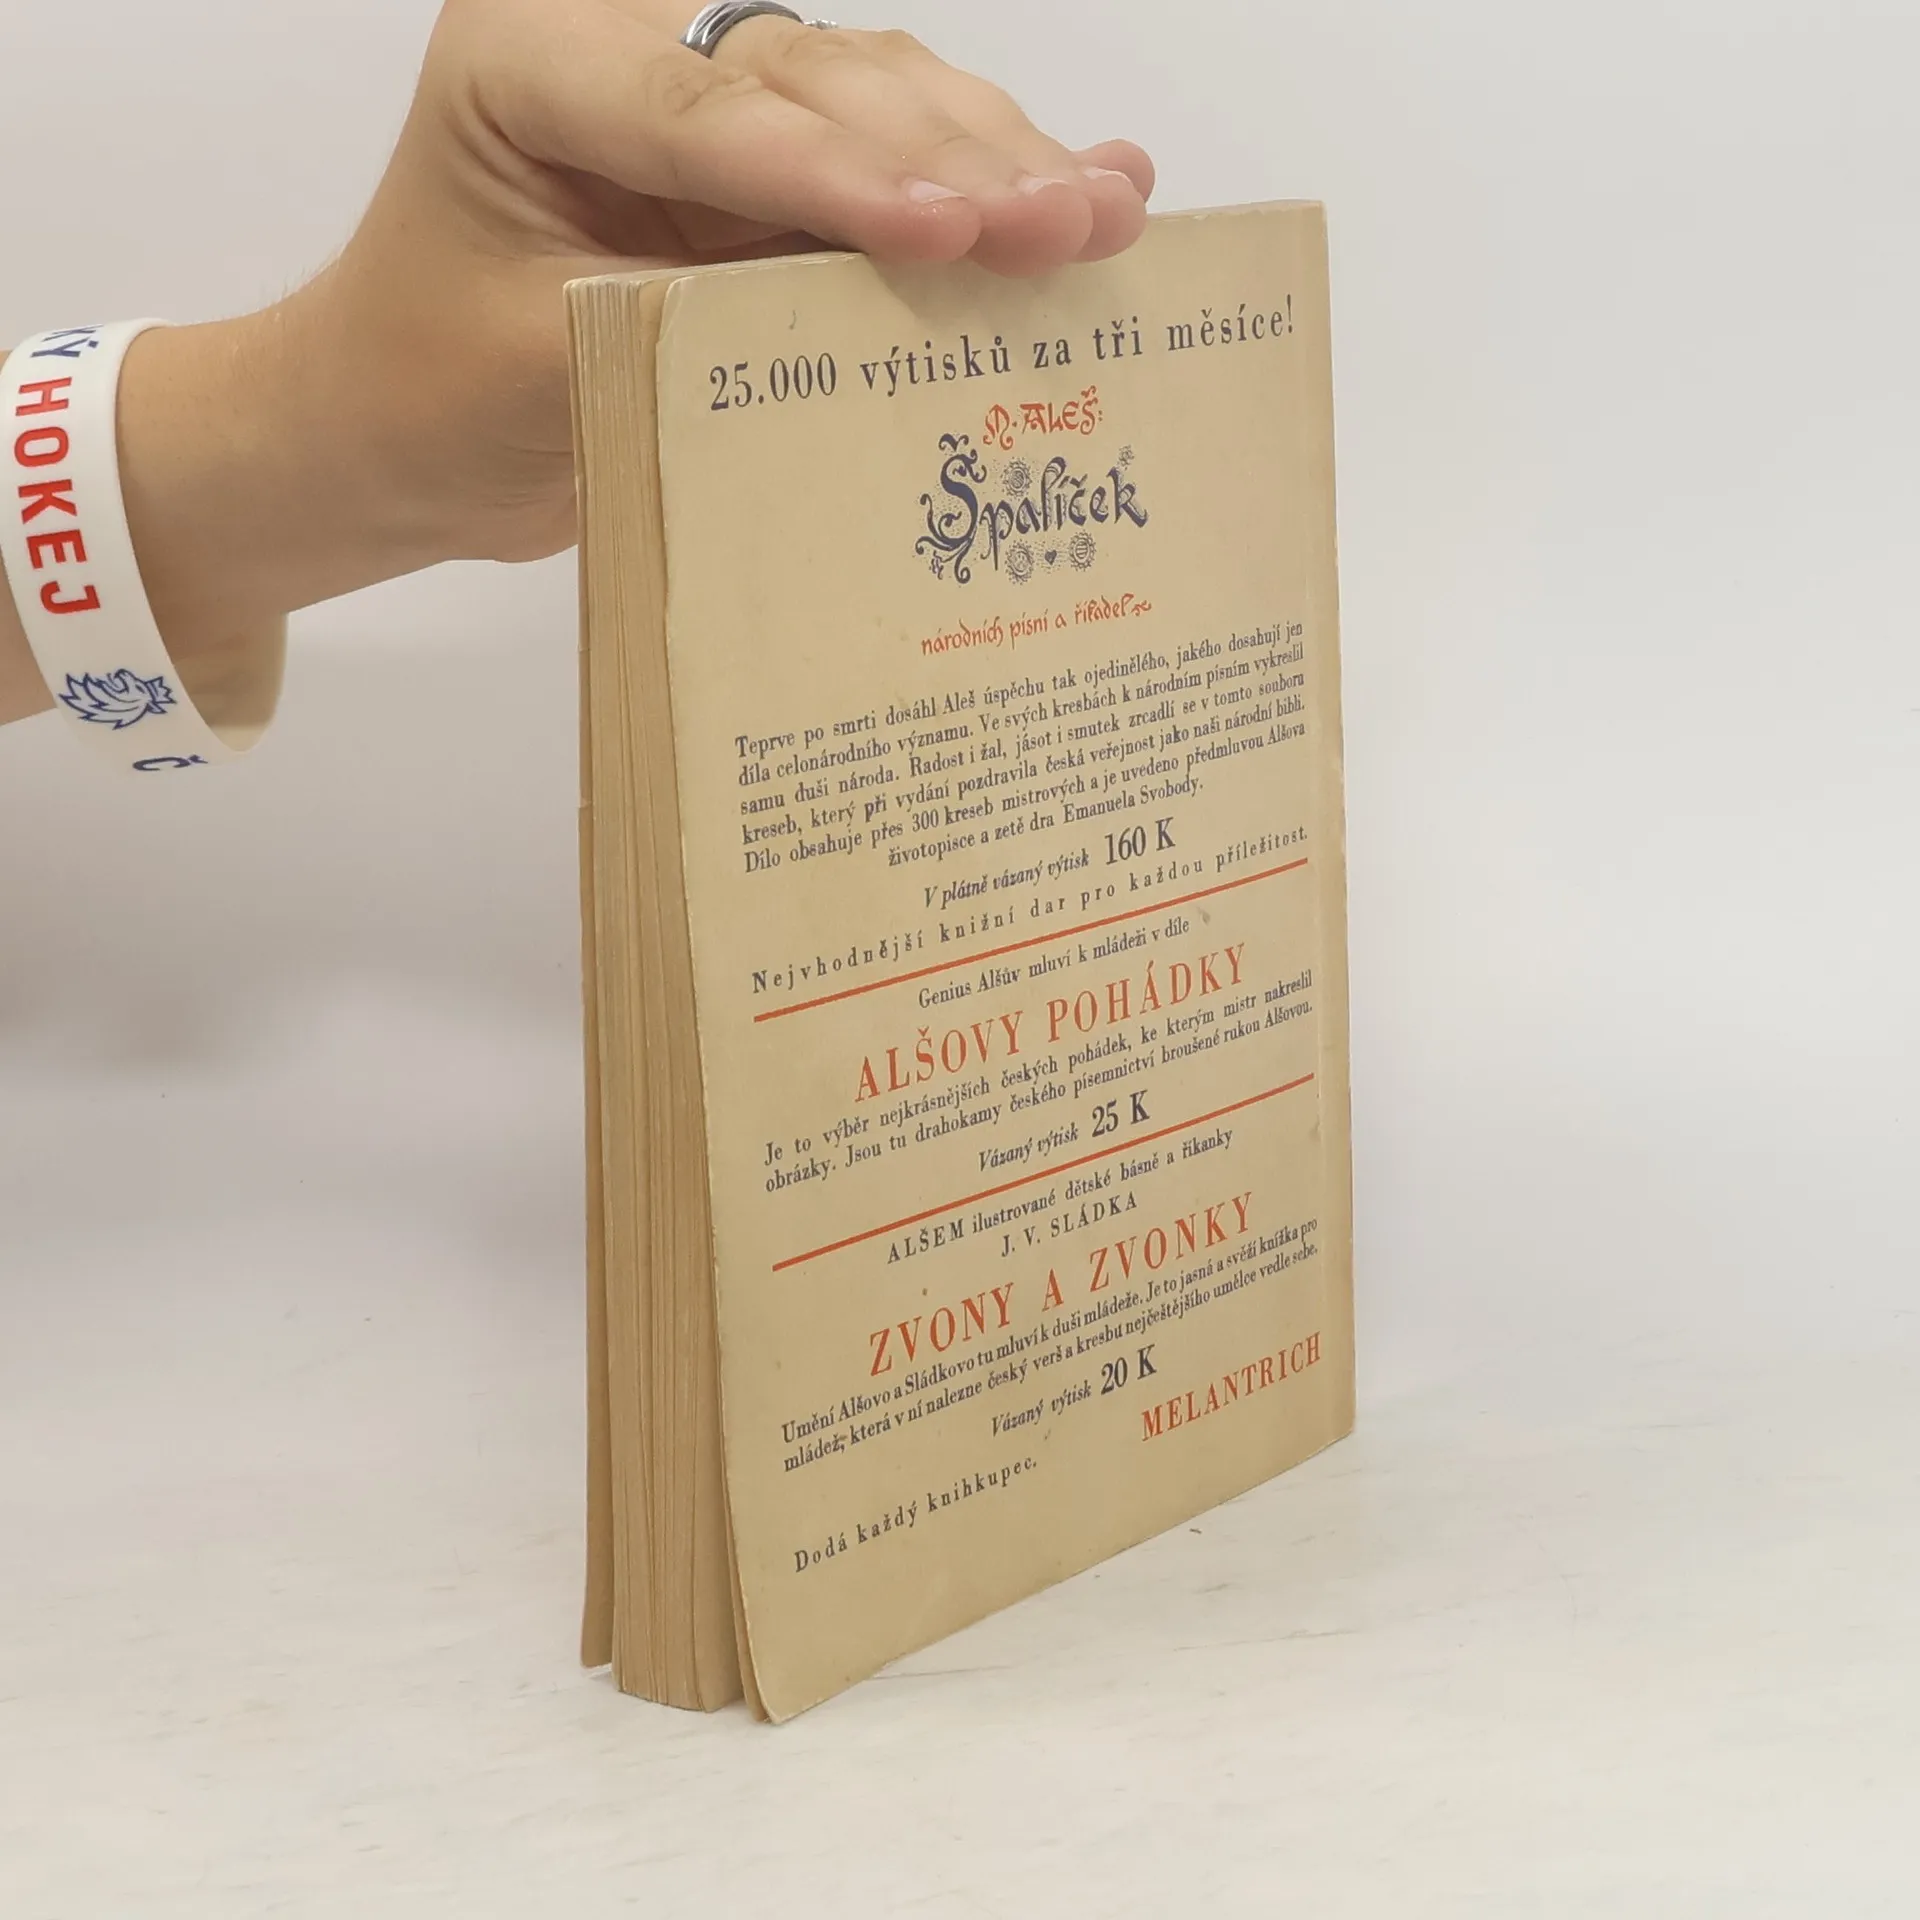 KÝ HOKEJ
Č
25.000 výtisků za tři měsíce!
M. ALEŠ:
Špalíček
národních písní a říkadel
Teprve po smrti dosáhl Aleš úspěchu tak ojedinělého, jakého dosahují jen
díla celonárodního významu. Ve svých kresbách k národním písním vykreslil
samu duši národa. Radost i žal, jásot i smutek zrcadlí se v tomto souboru
kreseb, který při vydání pozdravila česká veřejnost jako naši národní bibli.
Dílo obsahuje přes 300 kreseb mistrových a je uvedeno předmluvou Alšova
životopisce a zetě dra Emanuela Svobody.
V plátně vázaný výtisk 160 K
Nejvhodnější knižní dar pro každou příležitost.
Genius Alšův mluví k mládeži v díle
ALŠOVY POHÁDKY
Je to výběr nejkrásnějších českých pohádek, ke kterým mistr nakreslil
obrázky. Jsou tu drahokamy českého písemnictví broušené rukou Alšovou.
Vázaný výtisk 25 K
ALŠEM ilustrované dětské básně a říkanky
J. V. SLÁDKA
ZVONY A ZVONKY
Umění Alšovo a Sládkovo tu mluví k duši mládeže. Je to jasná a svěží knížka pro
mládež, která v ní nalezne český verš a kresbu nejčeštějšího umělce vedle sebe.
Vázaný výtisk 20 K
MELANTRICH
Dodá každý knihkupec.